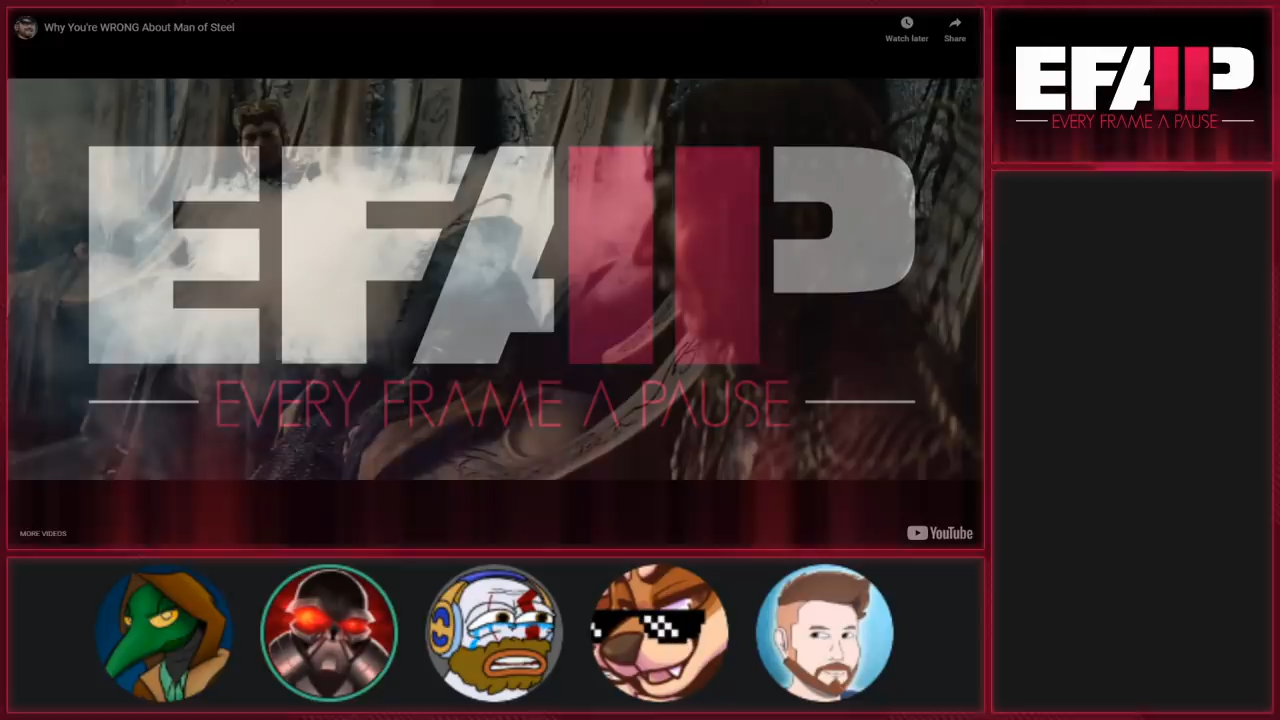 Why You're WRONG About Man of Steel
Watch later
Share
EFAP
EVERY FRAME A PAUSE
EFAP
EVERY FRAME A PAUSE
MORE VIDEOS
YouTube